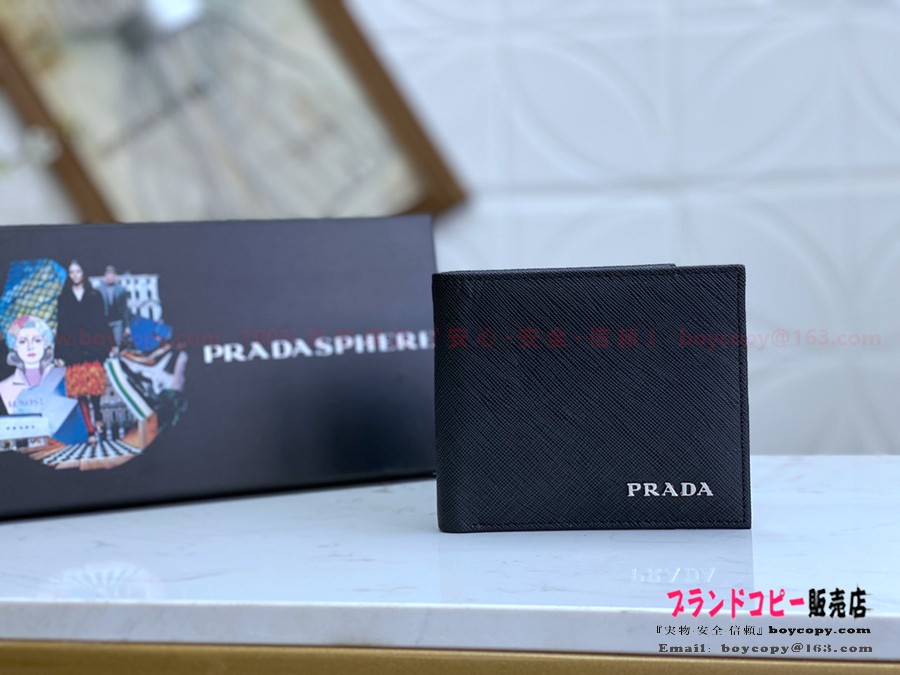 PRADASPHERE
安心·安全·信頼! boycopy@163.com
PRADA
ブランドコピー販売店
『実物·安全·信頼』boycopy.com
Email: boycopy@163.com